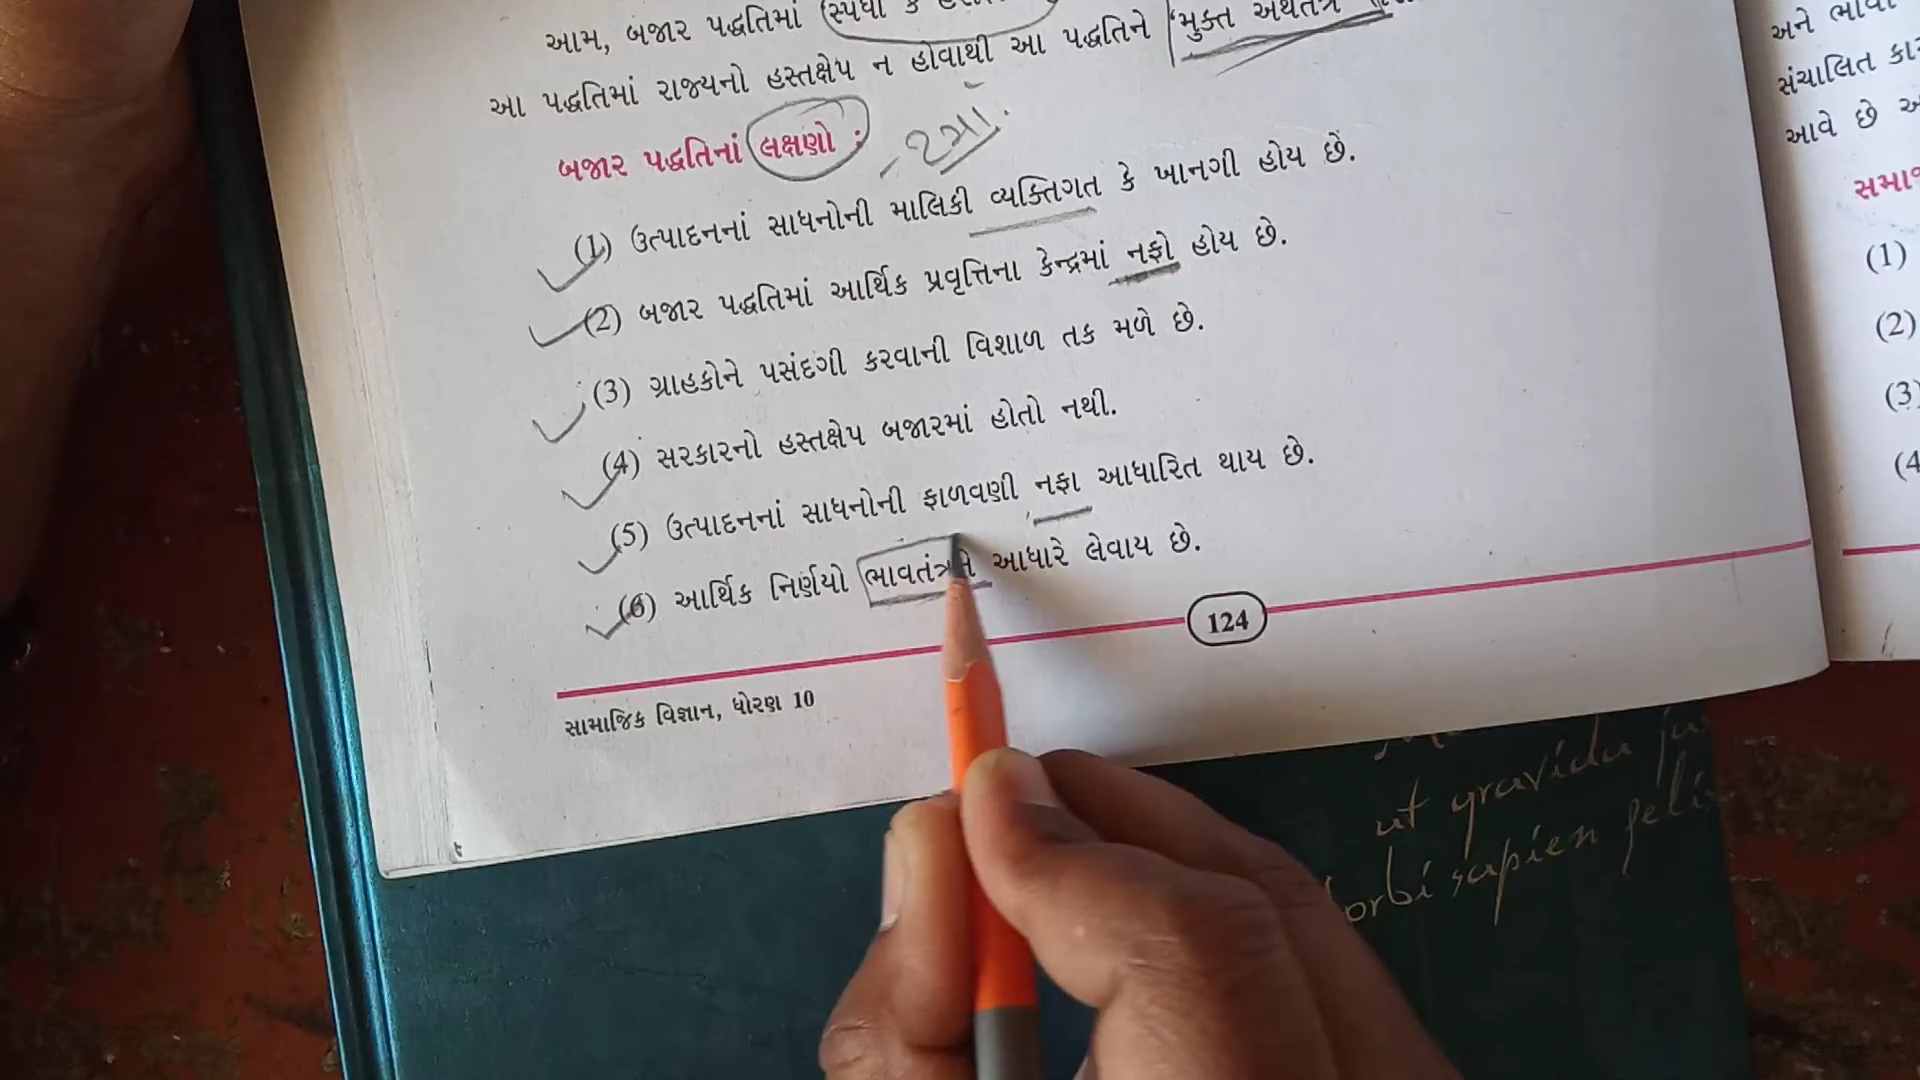 આમ, બજાર પદ્ધતિમાં (સ્પર્ધા કે
આ પદ્ધતિમાં રાજ્યનો હસ્તક્ષેપ ન હોવાથી આ પદ્ધતિને 'મુક્ત અર્થતંત્ર
બજાર પદ્ધતિનાં લક્ષણો :
(1) ઉત્પાદનનાં સાધનોની માલિકી વ્યક્તિગત કે ખાનગી હોય છે.
(2) બજાર પદ્ધતિમાં આર્થિક પ્રવૃત્તિના કેન્દ્રમાં નફો હોય છે.
(3) ગ્રાહકોને પસંદગી કરવાની વિશાળ તક મળે છે.
(4) સરકારનો હસ્તક્ષેપ બજારમાં હોતો નથી.
(5) ઉત્પાદનનાં સાધનોની ફાળવણી નફા આધારિત થાય છે.
(6) આર્થિક નિર્ણયો ભાવતંત્રને આધારે લેવાય છે.
124
સામાજિક વિજ્ઞાન, ધોરણ 10
અને ભાવો
સંચાલિત
આવે છે
(1)
(2)
(3)
(4
ut gravida
orbi sapien felis